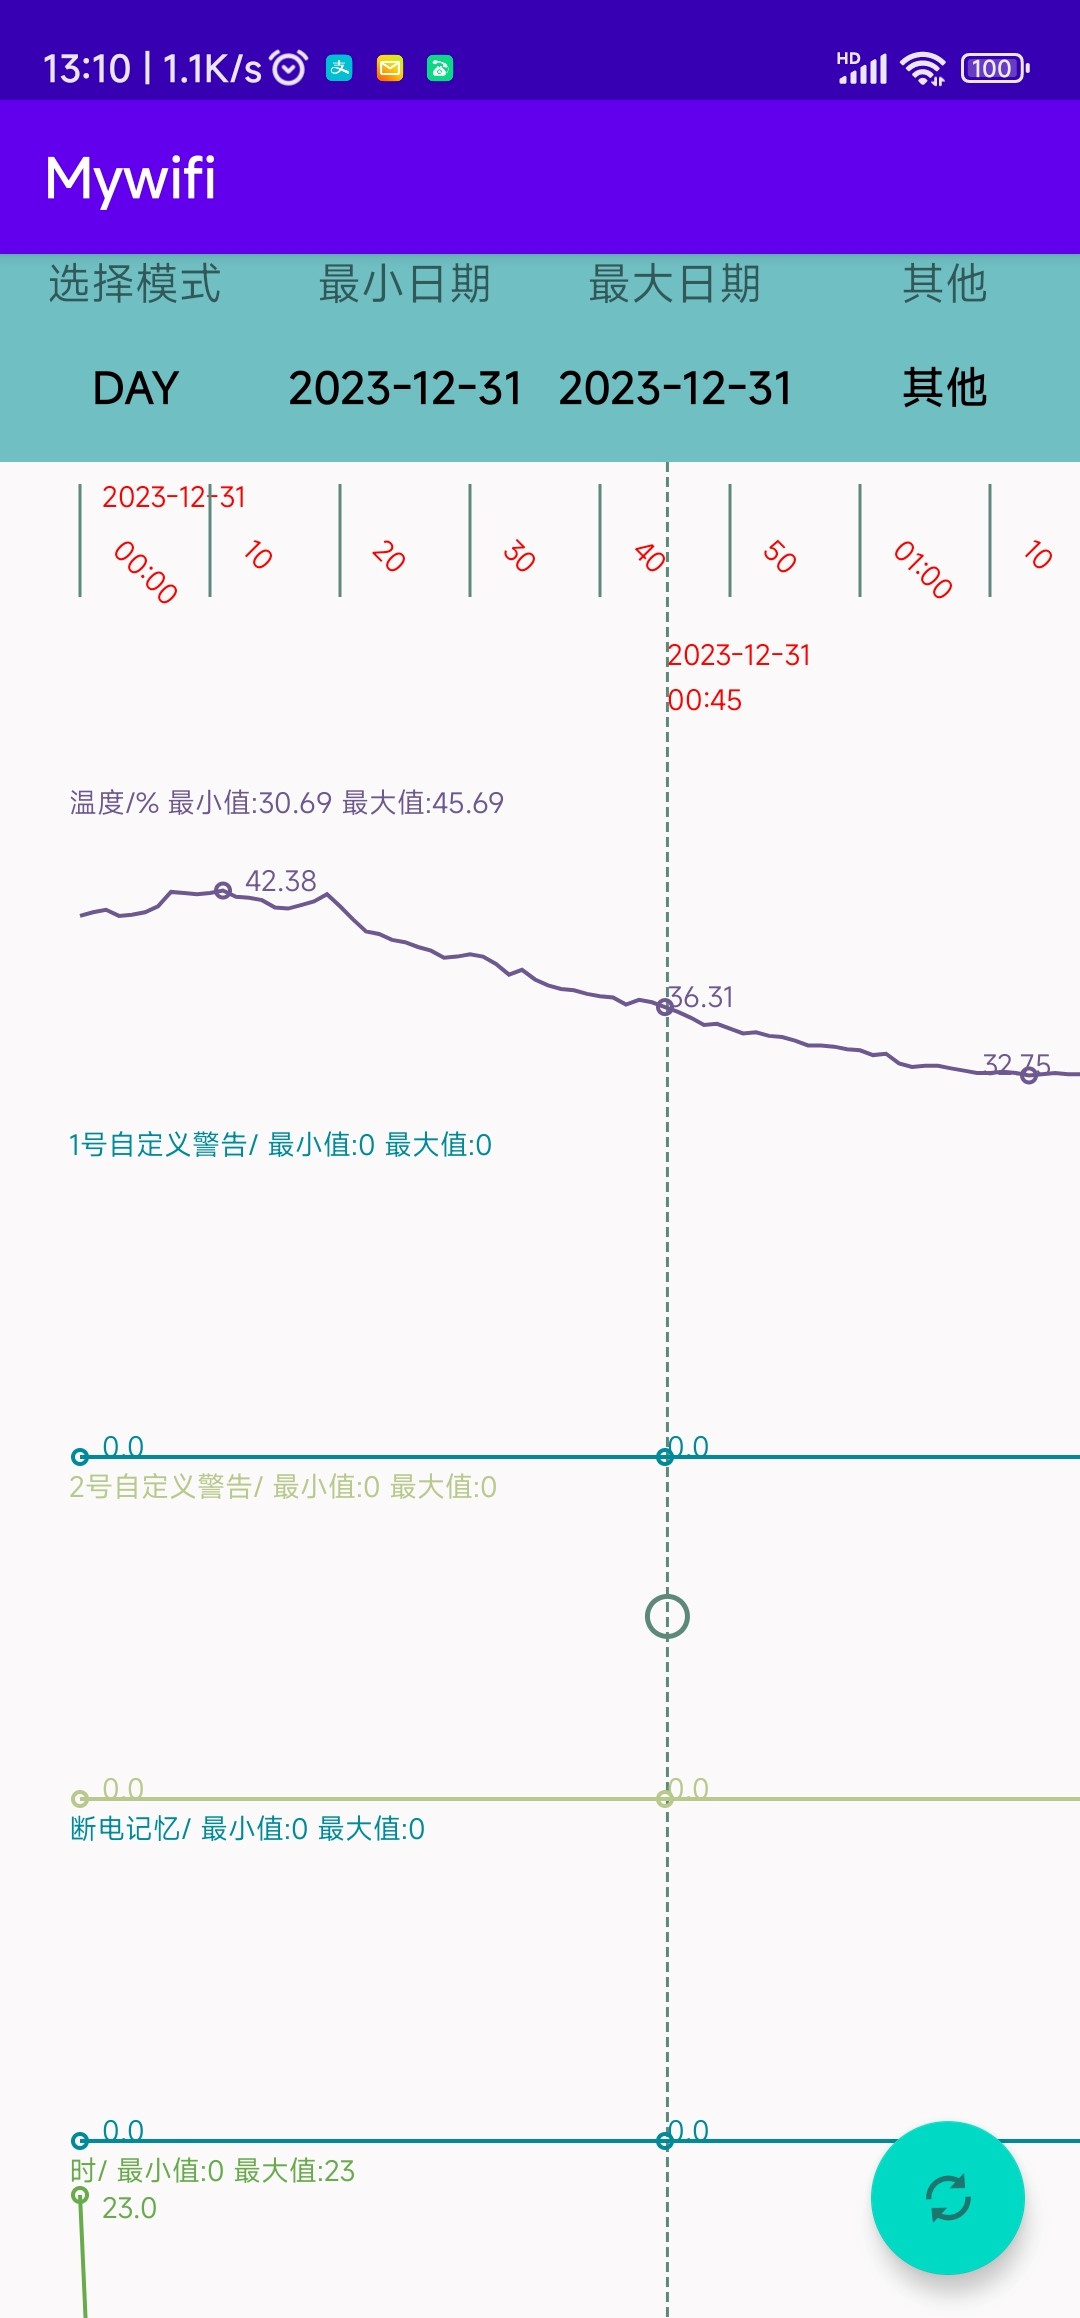 13:10 | 1.1K/s
HD
100
Mywifi
选择模式 最小日期 最大日期 其他
DAY 2023-12-31 2023-12-31 其他
2023-12-31
00:00 10 20 30 40 50 01:00 10
2023-12-31
00:45
温度/% 最小值:30.69 最大值:45.69
42.38
36.31
32.75
1号自定义警告/ 最小值:0 最大值:0
0.0 0.0
2号自定义警告/ 最小值:0 最大值:0
0.0 0.0
断电记忆/ 最小值:0 最大值:0
0.0 0.0
时/ 最小值:0 最大值:23
23.0